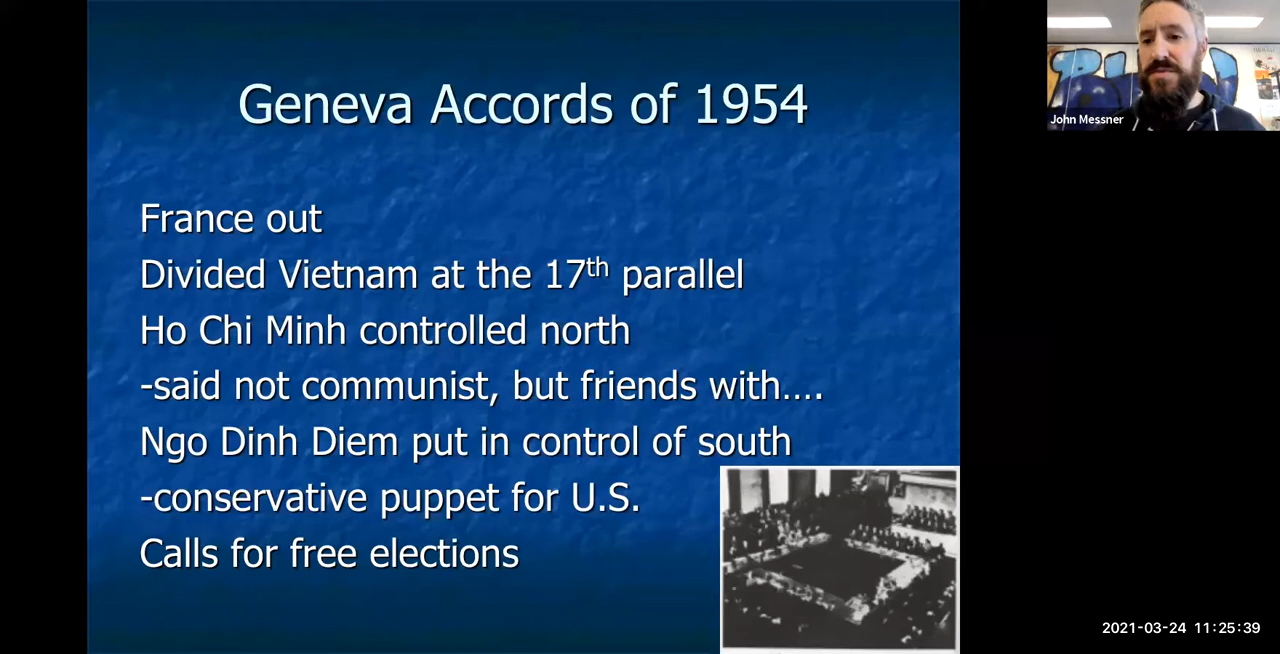 Geneva Accords of 1954
France out
Divided Vietnam at the 17th parallel
Ho Chi Minh controlled north
-said not communist, but friends with….
Ngo Dinh Diem put in control of south
-conservative puppet for U.S.
Calls for free elections
John Messner
2021-03-24 11:25:39